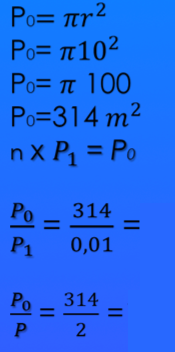 P₀= πr²
P₀= π10²
P₀= π 100
P₀=314 m²
n x P₁ = P₀
P₀/P₁ = 314/0,01 =
P₀/P = 314/2 =